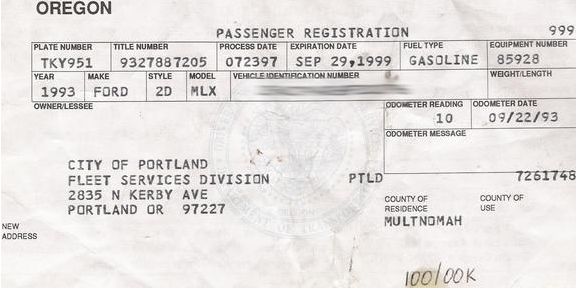 OREGON
PASSENGER REGISTRATION 999
PLATE NUMBER TITLE NUMBER PROCESS DATE EXPIRATION DATE FUEL TYPE EQUIPMENT NUMBER
TKY951 9327887205 072397 SEP 29,1999 GASOLINE 85928
YEAR MAKE STYLE MODEL VEHICLE IDENTIFICATION NUMBER WEIGHT/LENGTH
1993 FORD 2D MLX
OWNER/LESSEE ODOMETER READING ODOMETER DATE
10 09/22/93
ODOMETER MESSAGE
CITY OF PORTLAND
FLEET SERVICES DIVISION PTLD 7261748
2835 N KERBY AVE
PORTLAND OR 97227
COUNTY OF RESIDENCE COUNTY OF USE
MULTNOMAH
NEW ADDRESS
100/00K